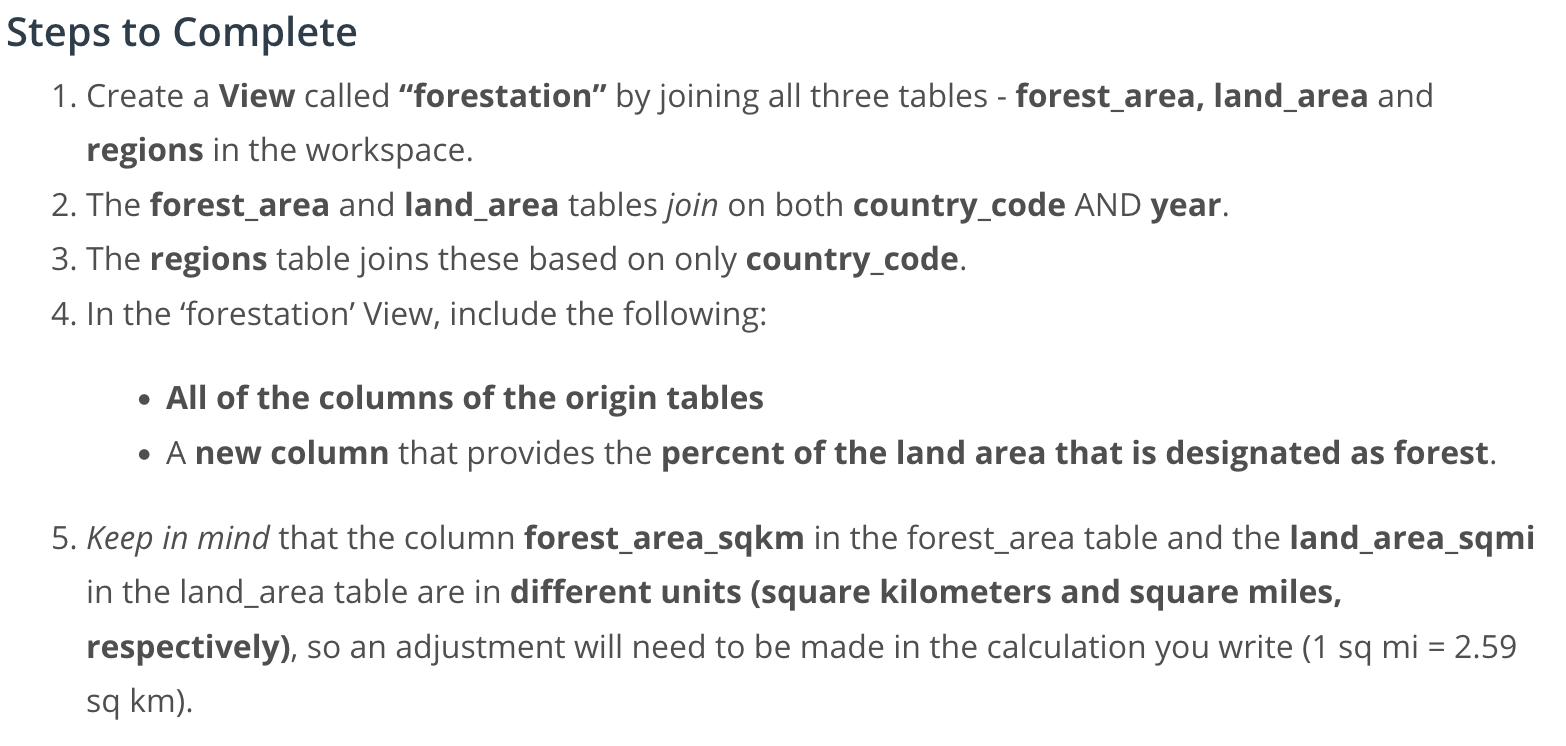 Steps to Complete
1. Create a View called “forestation” by joining all three tables - forest_area, land_area and
regions in the workspace.
2. The forest_area and land_area tables join on both country_code AND year.
3. The regions table joins these based on only country_code.
4. In the ‘forestation’ View, include the following:
• All of the columns of the origin tables
• A new column that provides the percent of the land area that is designated as forest.
5. Keep in mind that the column forest_area_sqkm in the forest_area table and the land_area_sqmi
in the land_area table are in different units (square kilometers and square miles,
respectively), so an adjustment will need to be made in the calculation you write (1 sq mi = 2.59
sq km).